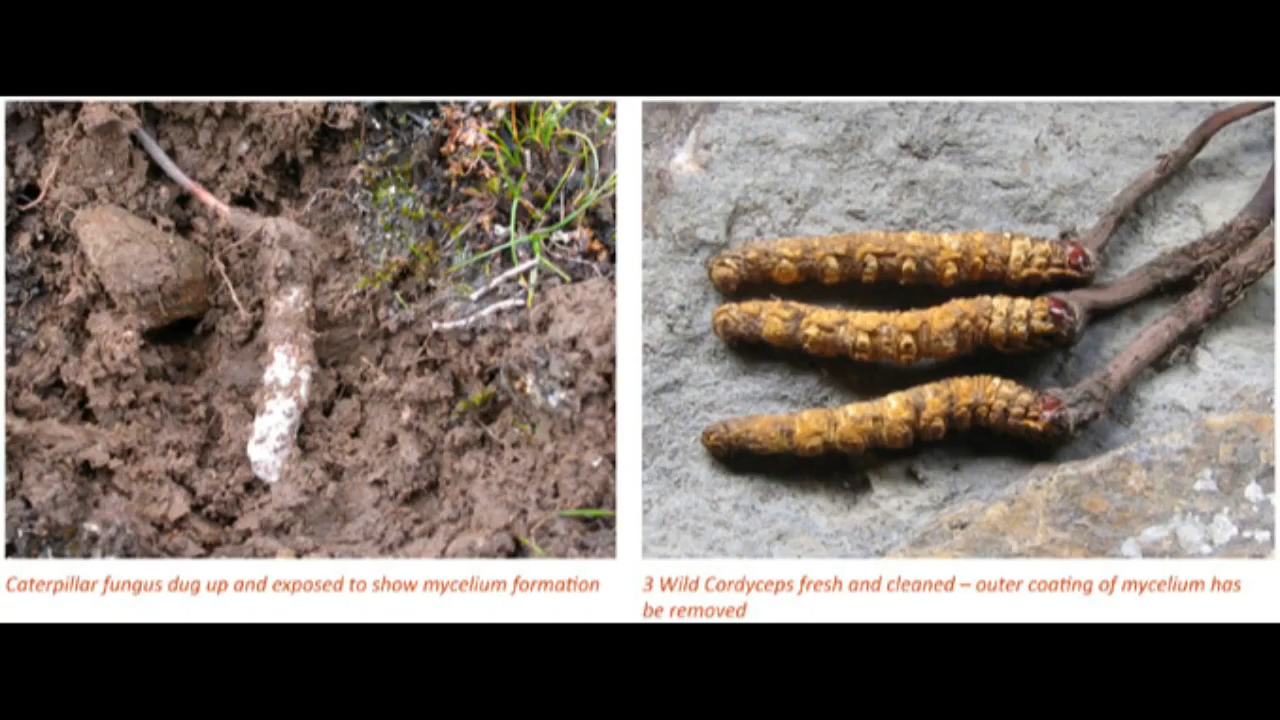 Caterpillar fungus dug up and exposed to show mycelium formation
3 Wild Cordyceps fresh and cleaned – outer coating of mycelium has
be removed